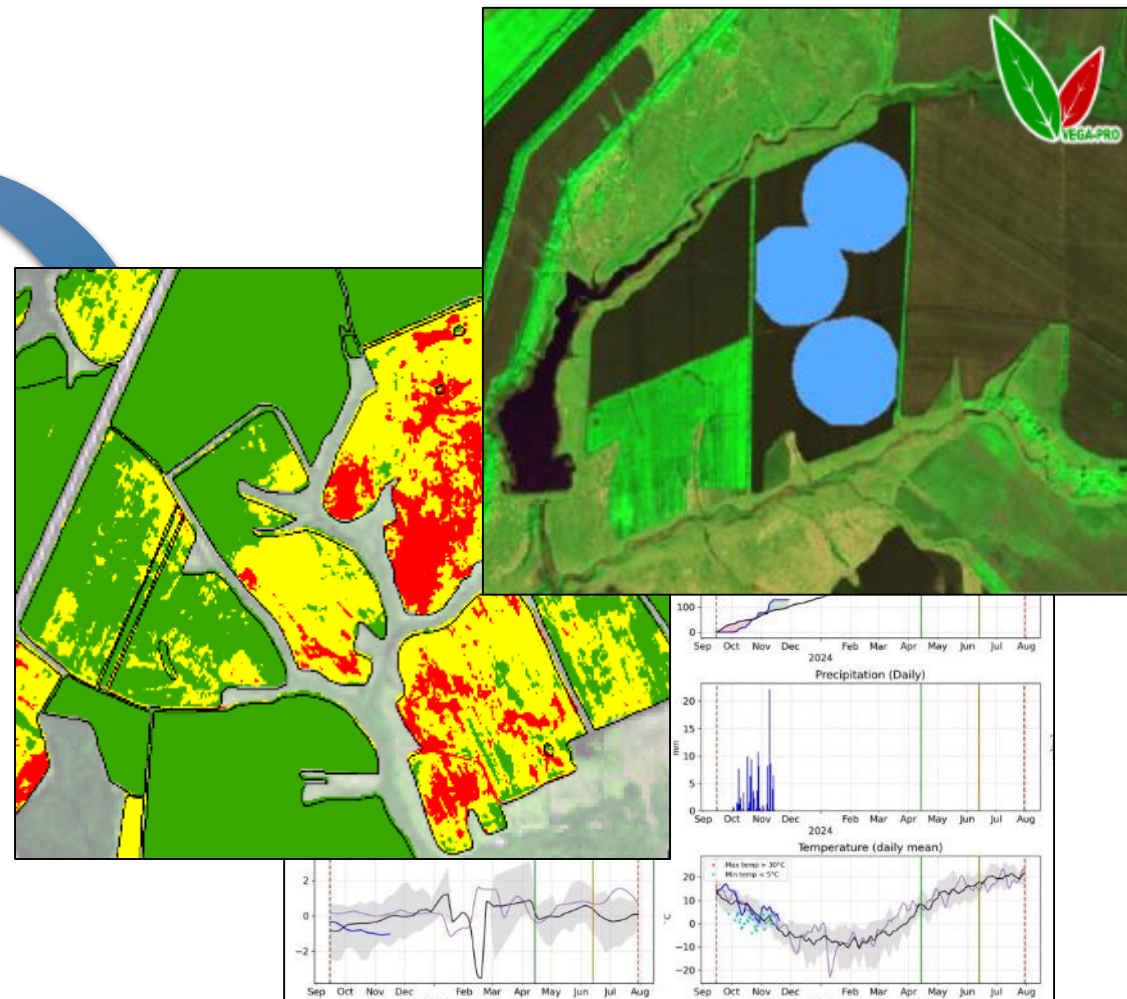 VEGA-PRO
100
0
Sep Oct Nov Dec Feb Mar Apr May Jun Jul Aug
2024
Precipitation (Daily)
20
15
10
5
0
mm
Sep Oct Nov Dec Feb Mar Apr May Jun Jul Aug
2024
Temperature (daily mean)
Max temp > 30°C
Min temp < 5°C
20
10
0
−10
−20
°C
Sep Oct Nov Dec Feb Mar Apr May Jun Jul Aug
2
0
−2
Sep Oct Nov Dec Feb Mar Apr May Jun Jul Aug